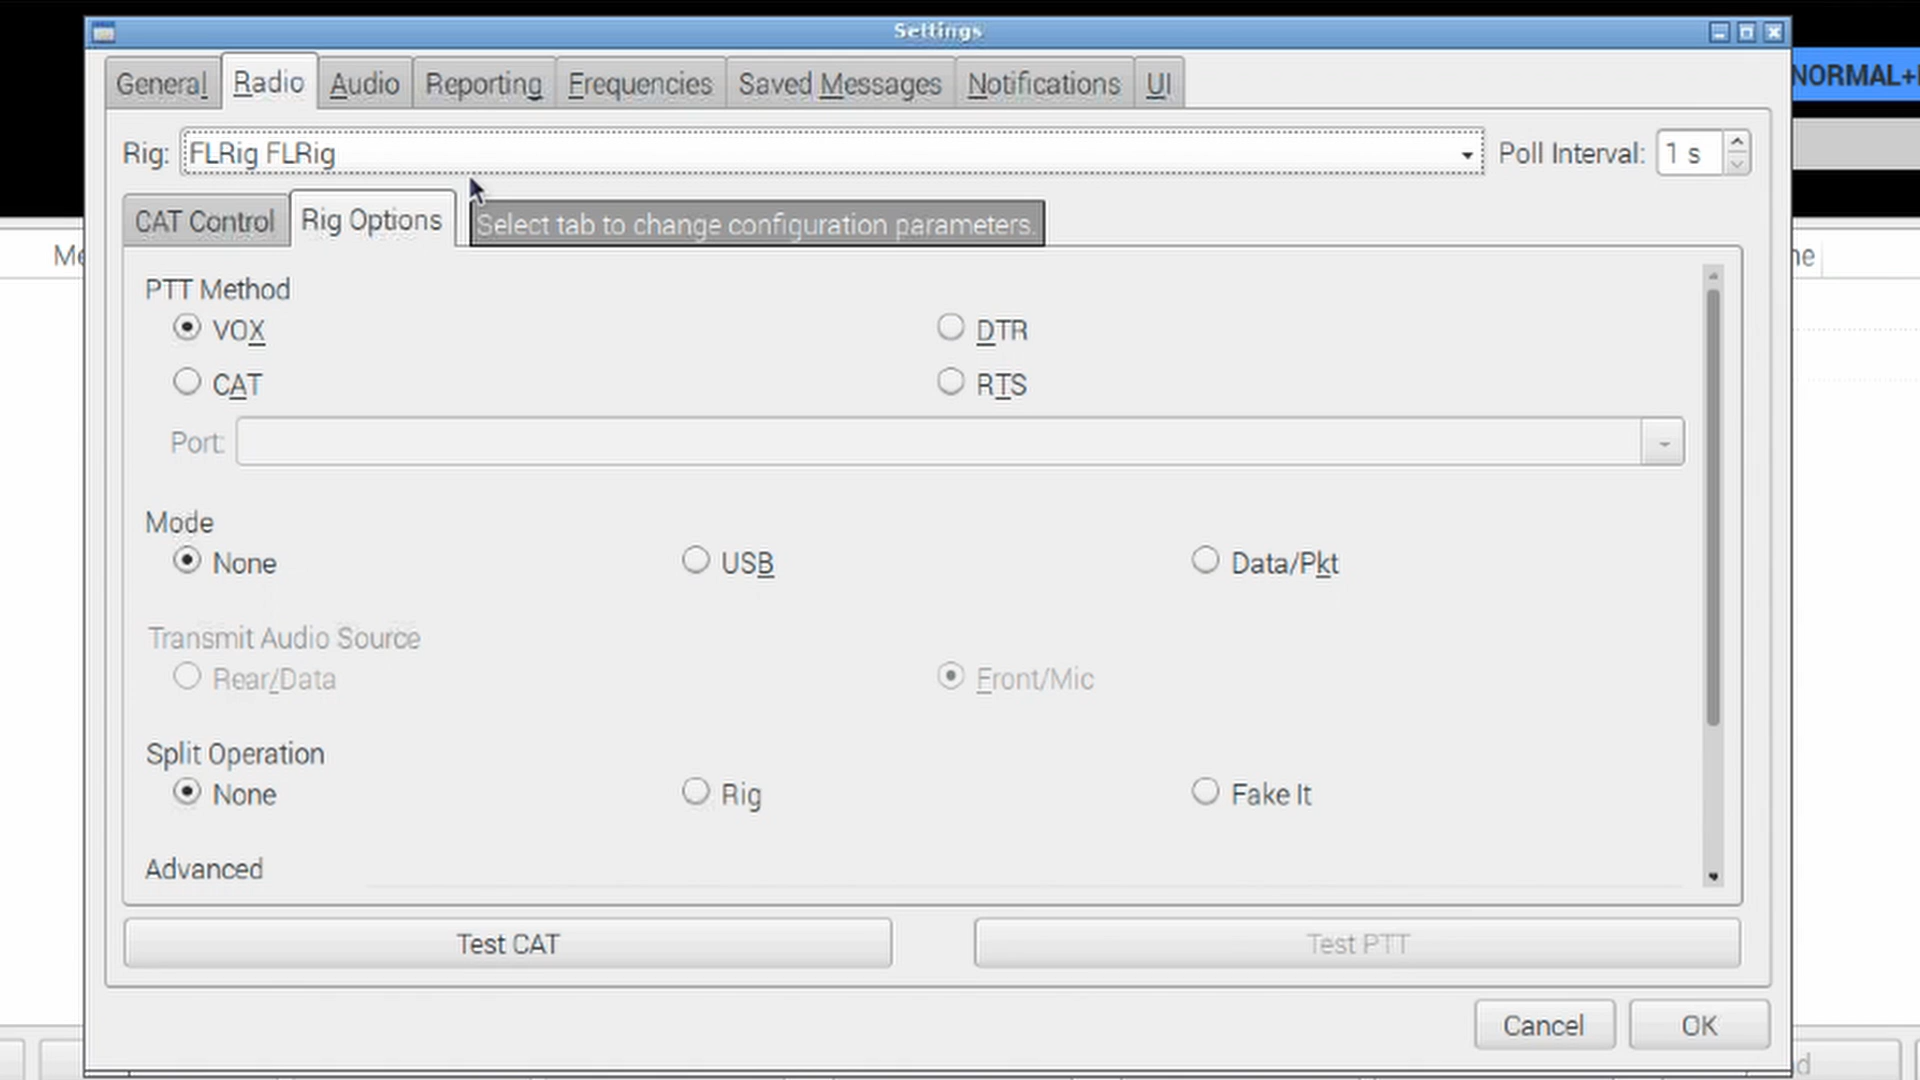 Settings
General Radio Audio Reporting Frequencies Saved Messages Notifications UI
NORMAL+
Rig: FLRig FLRig Poll Interval: 1 s
CAT Control Rig Options Select tab to change configuration parameters.
PTT Method
VOX DTR
CAT RTS
Port:
Mode
None USB Data/Pkt
Transmit Audio Source
Rear/Data Front/Mic
Split Operation
None Rig Fake It
Advanced
Test CAT Test PTT
Cancel OK